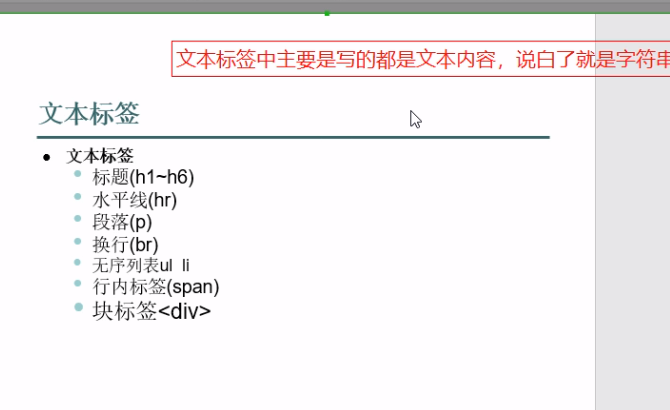 文本标签中主要是写的都是文本内容，说白了就是字符串
文本标签
文本标签
标题(h1~h6)
水平线(hr)
段落(p)
换行(br)
无序列表ul li
行内标签(span)
块标签<div>